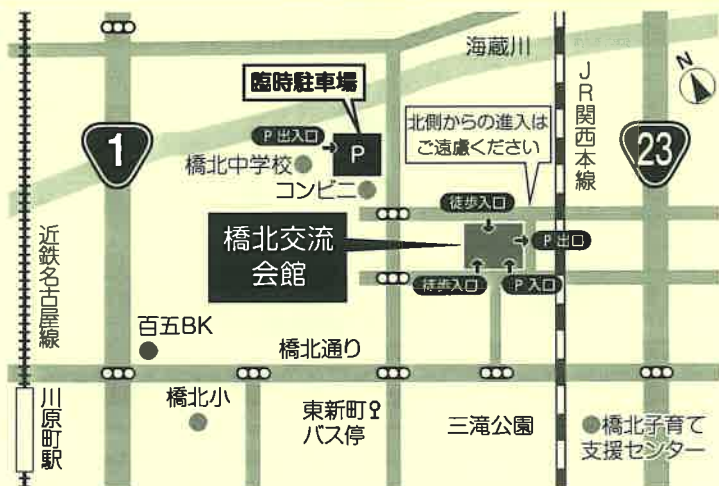 海蔵川
N
臨時駐車場
JR関西本線
1
P 出入口
P
北側からの進入は
ご遠慮ください
23
橋北中学校
コンビニ
徒歩入口
橋北交流
会館
P 出口
近鉄名古屋線
徒歩入口
P 入口
百五BK
橋北通り
川原町駅
橋北小
東新町
バス停
三滝公園
橋北子育て
支援センター